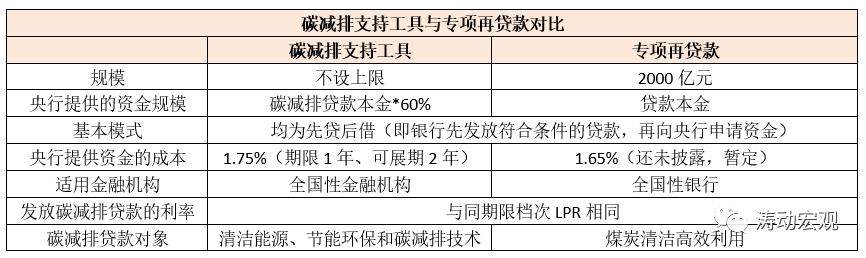 碳减排支持工具与专项再贷款对比
碳减排支持工具 专项再贷款
规模 不设上限 2000 亿元
央行提供的资金规模 碳减排贷款本金*60% 贷款本金
基本模式 均为先贷后借（即银行先发放符合条件的贷款，再向央行申请资金）
央行提供资金的成本 1.75%（期限 1 年、可展期 2 年） 1.65%（还未披露，暂定）
适用金融机构 全国性金融机构 全国性银行
发放碳减排贷款的利率 与同期限档次 LPR 相同
碳减排贷款对象 清洁能源、节能环保和碳减排技术 煤炭清洁高效利用
涛动宏观